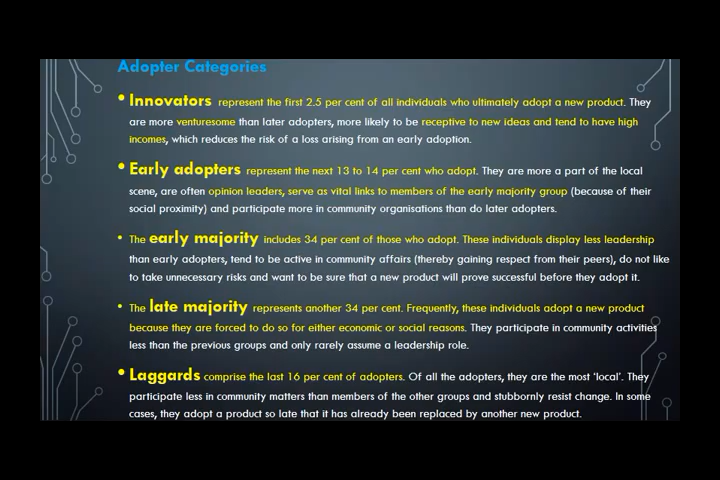 Adopter Categories
• Innovators represent the first 2.5 per cent of all individuals who ultimately adopt a new product. They
are more venturesome than later adopters, more likely to be receptive to new ideas and tend to have high
incomes, which reduces the risk of a loss arising from an early adoption.
• Early adopters represent the next 13 to 14 per cent who adopt. They are more a part of the local
scene, are often opinion leaders, serve as vital links to members of the early majority group (because of their
social proximity) and participate more in community organisations than do later adopters.
• The early majority includes 34 per cent of those who adopt. These individuals display less leadership
than early adopters, tend to be active in community affairs (thereby gaining respect from their peers), do not like
to take unnecessary risks and want to be sure that a new product will prove successful before they adopt it.
• The late majority represents another 34 per cent. Frequently, these individuals adopt a new product
because they are forced to do so for either economic or social reasons. They participate in community activities
less than the previous groups and only rarely assume a leadership role.
• Laggards comprise the last 16 per cent of adopters. Of all the adopters, they are the most ‘local’. They
participate less in community matters than members of the other groups and stubbornly resist change. In some
cases, they adopt a product so late that it has already been replaced by another new product.